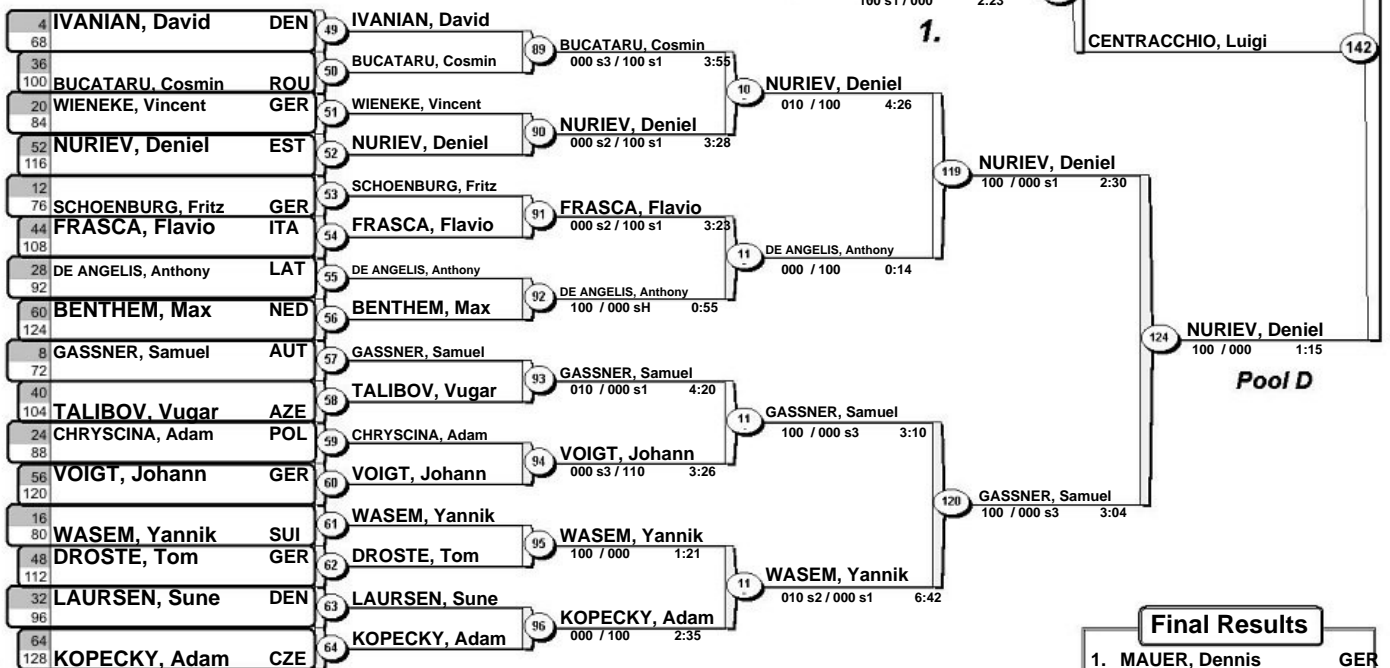 100 s1 / 000 2:23
1.
CENTRACCHIO, Luigi
142
4 IVANIAN, David DEN
68
36
100 BUCATARU, Cosmin ROU
20 WIENEKE, Vincent GER
84
52 NURIEV, Deniel EST
116
12
76 SCHOENBURG, Fritz GER
44 FRASCA, Flavio ITA
108
28 DE ANGELIS, Anthony LAT
92
60 BENTHEM, Max NED
124
8 GASSNER, Samuel AUT
72
40
104 TALIBOV, Vugar AZE
24 CHRYSCINA, Adam POL
88
56 VOIGT, Johann GER
120
16
80 WASEM, Yannik SUI
48 DROSTE, Tom GER
112
32 LAURSEN, Sune DEN
96
64
128 KOPECKY, Adam CZE
49 IVANIAN, David
50 BUCATARU, Cosmin
51 WIENEKE, Vincent
52 NURIEV, Deniel
53 SCHOENBURG, Fritz
54 FRASCA, Flavio
55 DE ANGELIS, Anthony
56 BENTHEM, Max
57 GASSNER, Samuel
58 TALIBOV, Vugar
59 CHRYSCINA, Adam
60 VOIGT, Johann
61 WASEM, Yannik
62 DROSTE, Tom
63 LAURSEN, Sune
64 KOPECKY, Adam
89 BUCATARU, Cosmin
000 s3 / 100 s1 3:55
90 NURIEV, Deniel
000 s2 / 100 s1 3:28
91 FRASCA, Flavio
000 s2 / 100 s1 3:23
92 DE ANGELIS, Anthony
100 / 000 sH 0:55
93 GASSNER, Samuel
010 / 000 s1 4:20
94 VOIGT, Johann
000 s3 / 110 3:26
95 WASEM, Yannik
100 / 000 1:21
96 KOPECKY, Adam
000 / 100 2:35
10 NURIEV, Deniel
010 / 100 4:26
11 DE ANGELIS, Anthony
000 / 100 0:14
11 GASSNER, Samuel
100 / 000 s3 3:10
11 WASEM, Yannik
010 s2 / 000 s1 6:42
119 NURIEV, Deniel
100 / 000 s1 2:30
120 GASSNER, Samuel
100 / 000 s3 3:04
124 NURIEV, Deniel
100 / 000 1:15
Pool D
Final Results
1. MAUER, Dennis GER